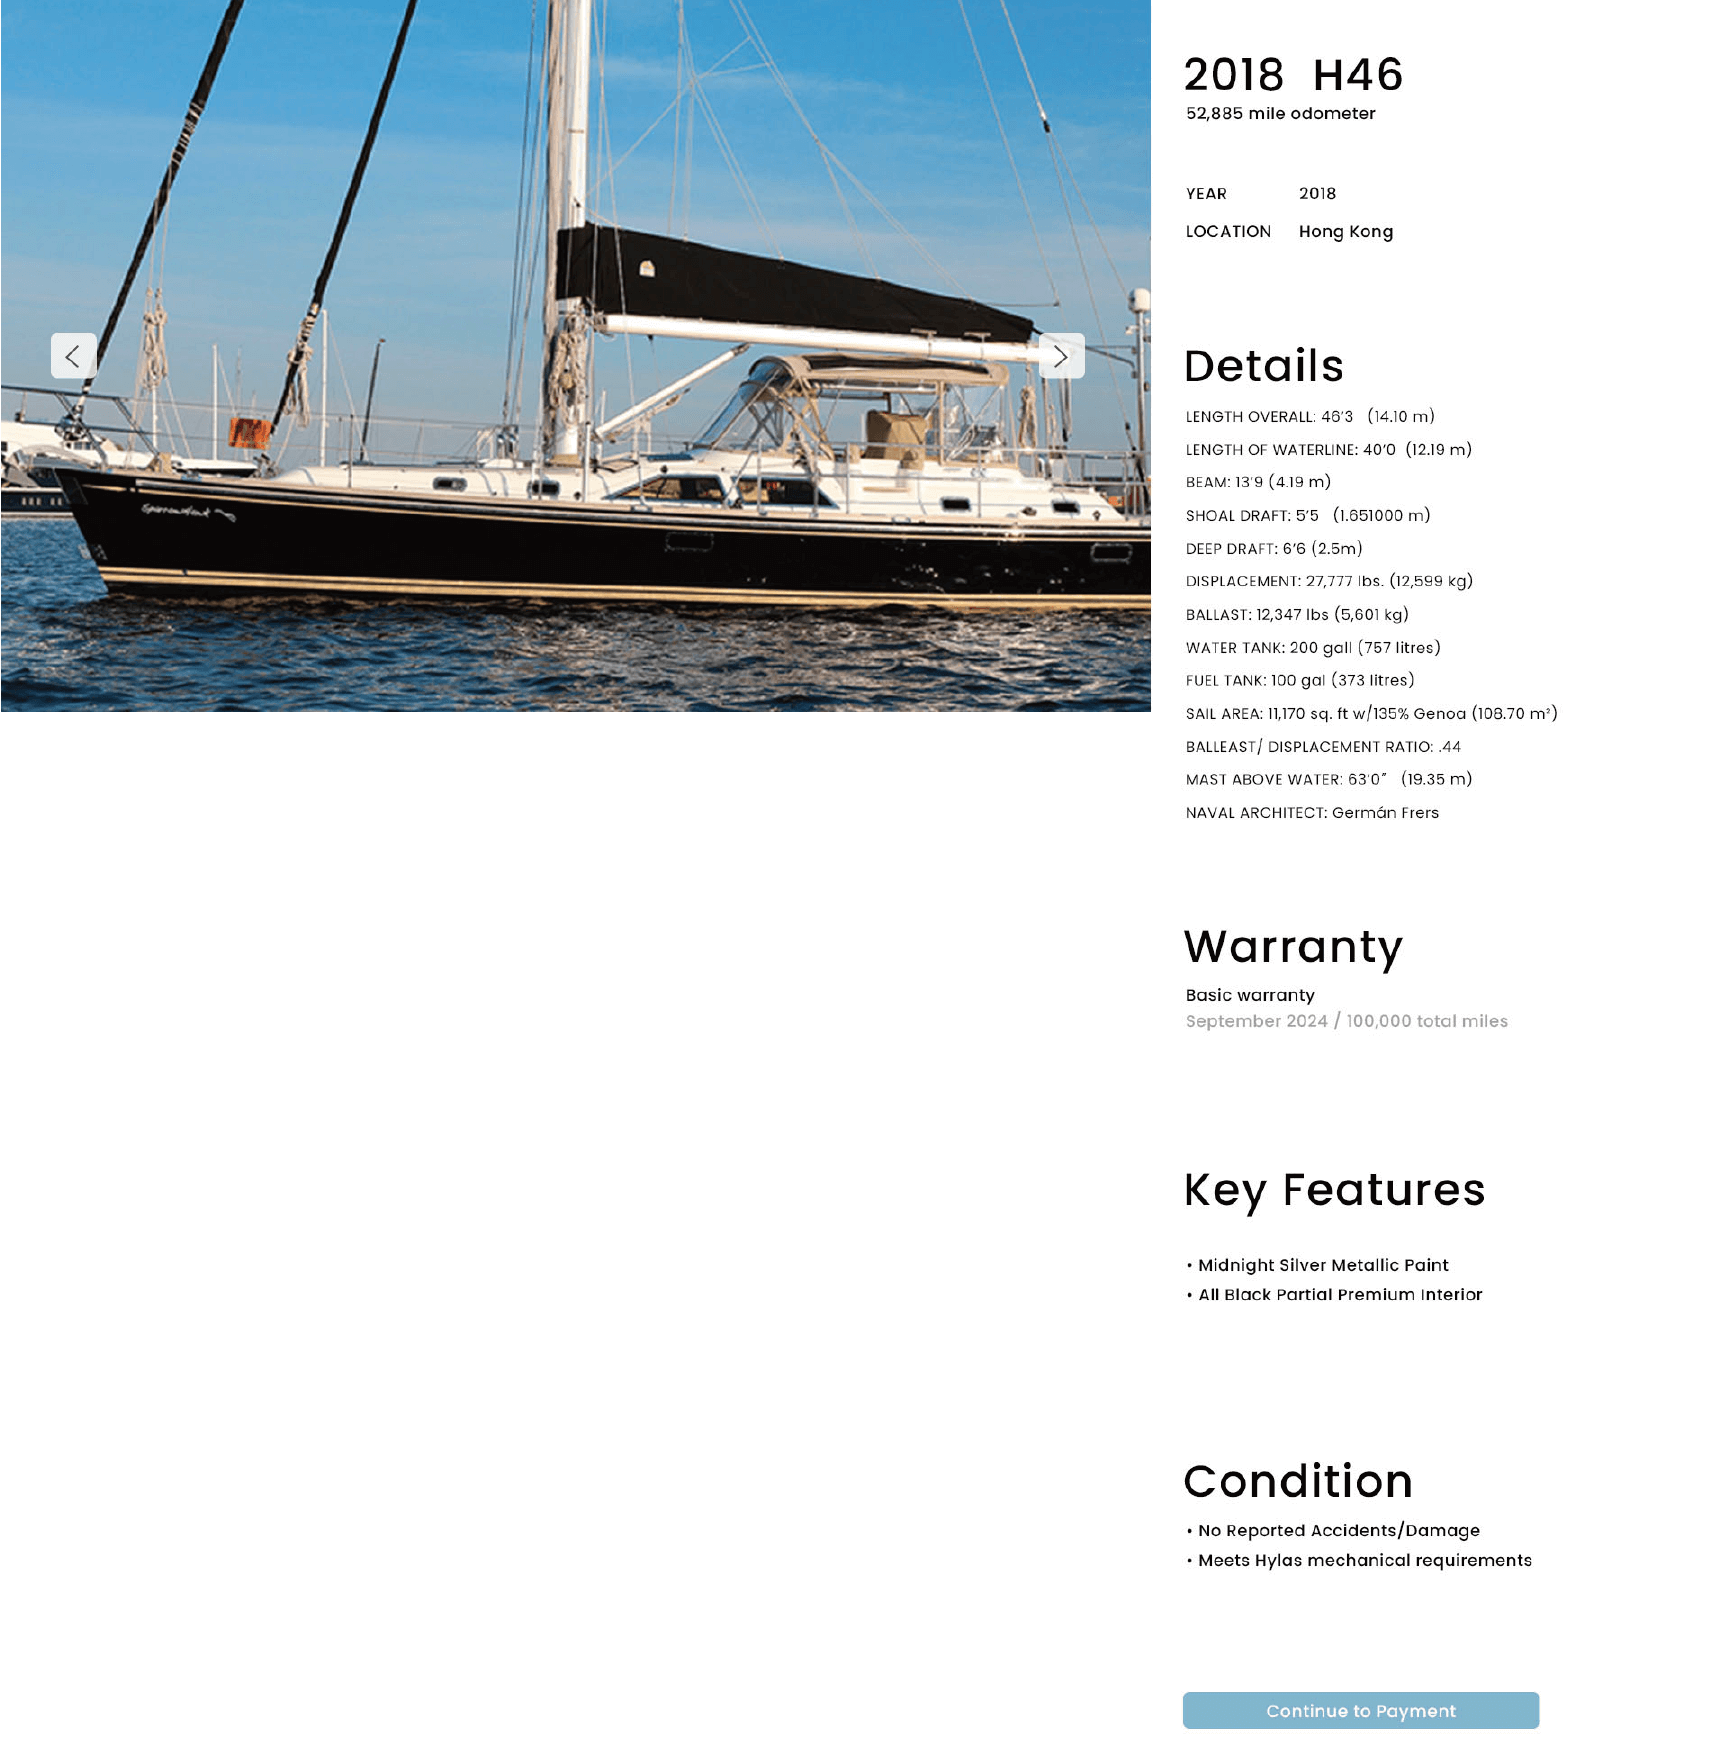 2018 H46
52,885 mile odometer
YEAR 2018
LOCATION Hong Kong
Details
LENGTH OVERALL: 46’3 (14.10 m)
LENGTH OF WATERLINE: 40’0 (12.19 m)
BEAM: 13’9 (4.19 m)
SHOAL DRAFT: 5’5 (1.651000 m)
DEEP DRAFT: 6’6 (2.5m)
DISPLACEMENT: 27,777 lbs. (12,599 kg)
BALLAST: 12,347 lbs (5,601 kg)
WATER TANK: 200 gall (757 litres)
FUEL TANK: 100 gal (373 litres)
SAIL AREA: 11,170 sq. ft w/135% Genoa (108.70 m²)
BALLEAST/ DISPLACEMENT RATIO: .44
MAST ABOVE WATER: 63’0” (19.35 m)
NAVAL ARCHITECT: Germán Frers
Warranty
Basic warranty
September 2024 / 100,000 total miles
Key Features
• Midnight Silver Metallic Paint
• All Black Partial Premium Interior
Condition
• No Reported Accidents/Damage
• Meets Hylas mechanical requirements
Continue to Payment